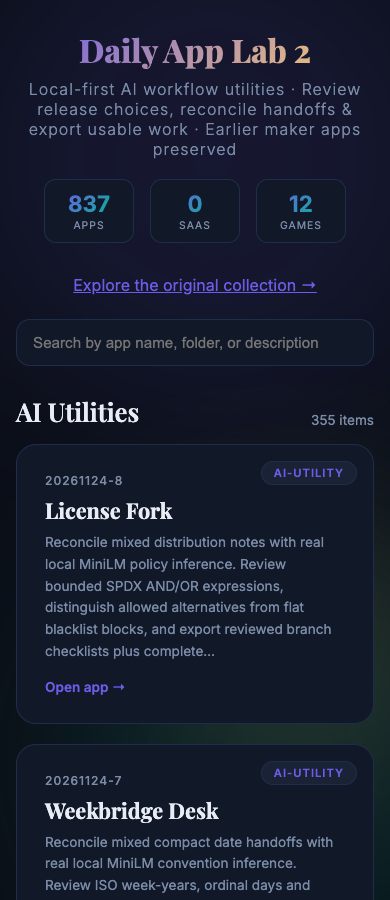 Daily App Lab 2
Local-first AI workflow utilities · Review
release choices, reconcile handoffs &
export usable work · Earlier maker apps
preserved
837
APPS
0
SAAS
12
GAMES
Explore the original collection →
Search by app name, folder, or description
AI Utilities
355 items
20261124-8
AI-UTILITY
License Fork
Reconcile mixed distribution notes with real
local MiniLM policy inference. Review
bounded SPDX AND/OR expressions,
distinguish allowed alternatives from flat
blacklist blocks, and export reviewed branch
checklists plus complete...
Open app →
20261124-7
AI-UTILITY
Weekbridge Desk
Reconcile mixed compact date handoffs with
real local MiniLM convention inference.
Review ISO week-years, ordinal days and